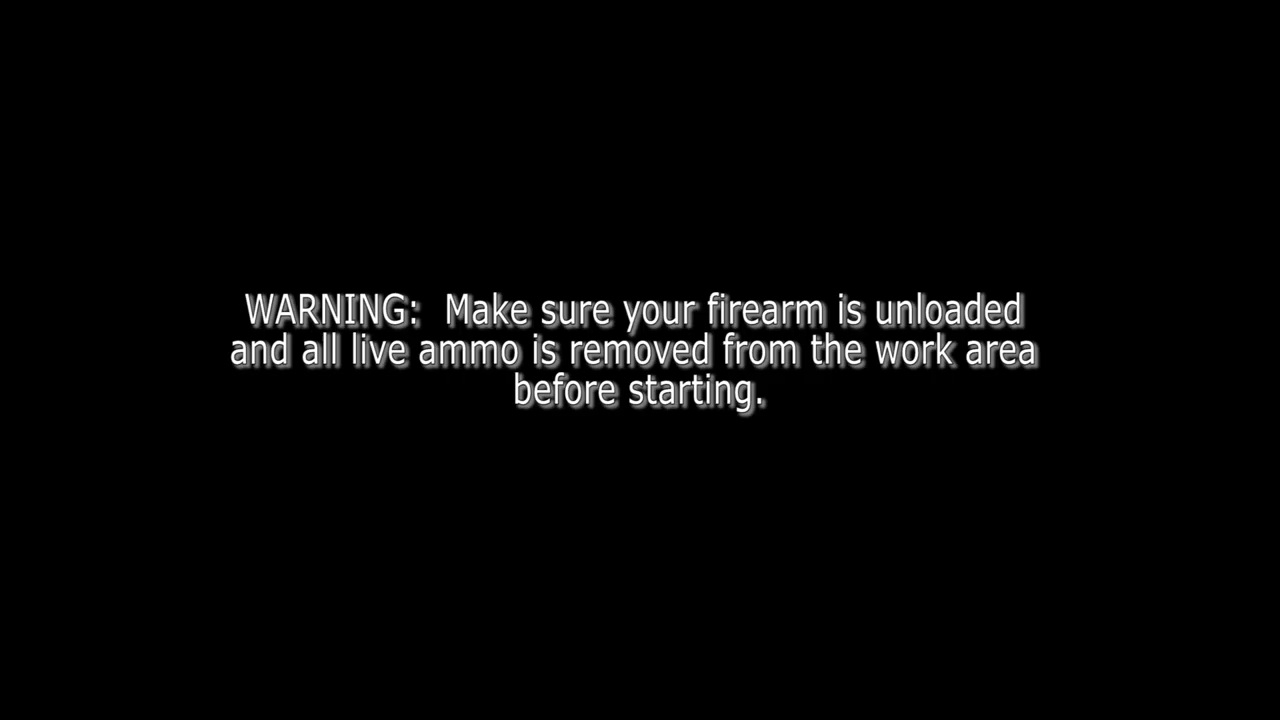 WARNING:  Make sure your firearm is unloaded
and all live ammo is removed from the work area
before starting.